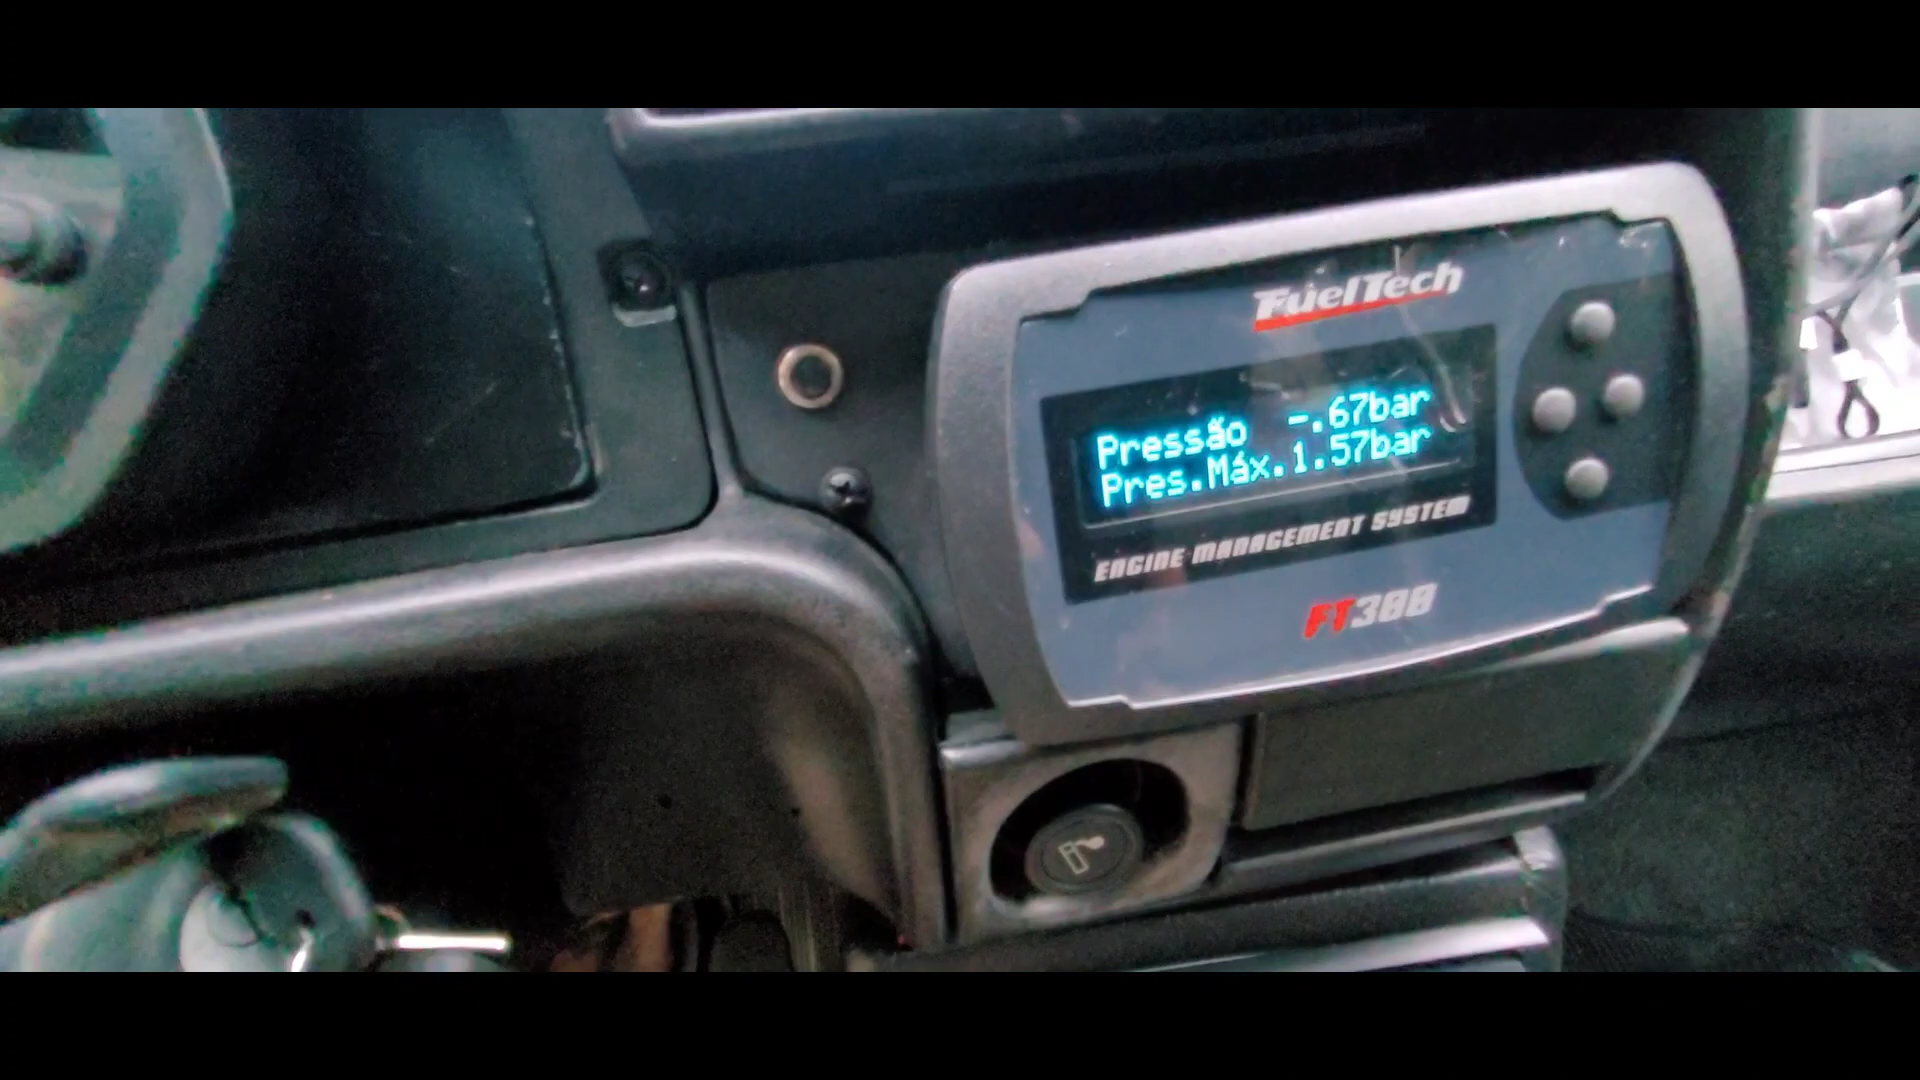 FuelTech
Pressão -.67bar
Pres.Máx.1.57bar
ENGINE MANAGEMENT SYSTEM
FT300